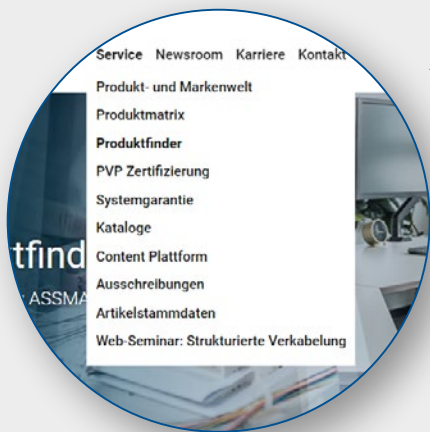 Service Newsroom Karriere Kontakt
Produkt- und Markenwelt
Produktmatrix
Produktfinder
PVP Zertifizierung
Systemgarantie
Kataloge
tfind
Content Plattform
ASSMA
Ausschreibungen
Artikelstammdaten
Web-Seminar: Strukturierte Verkabelung